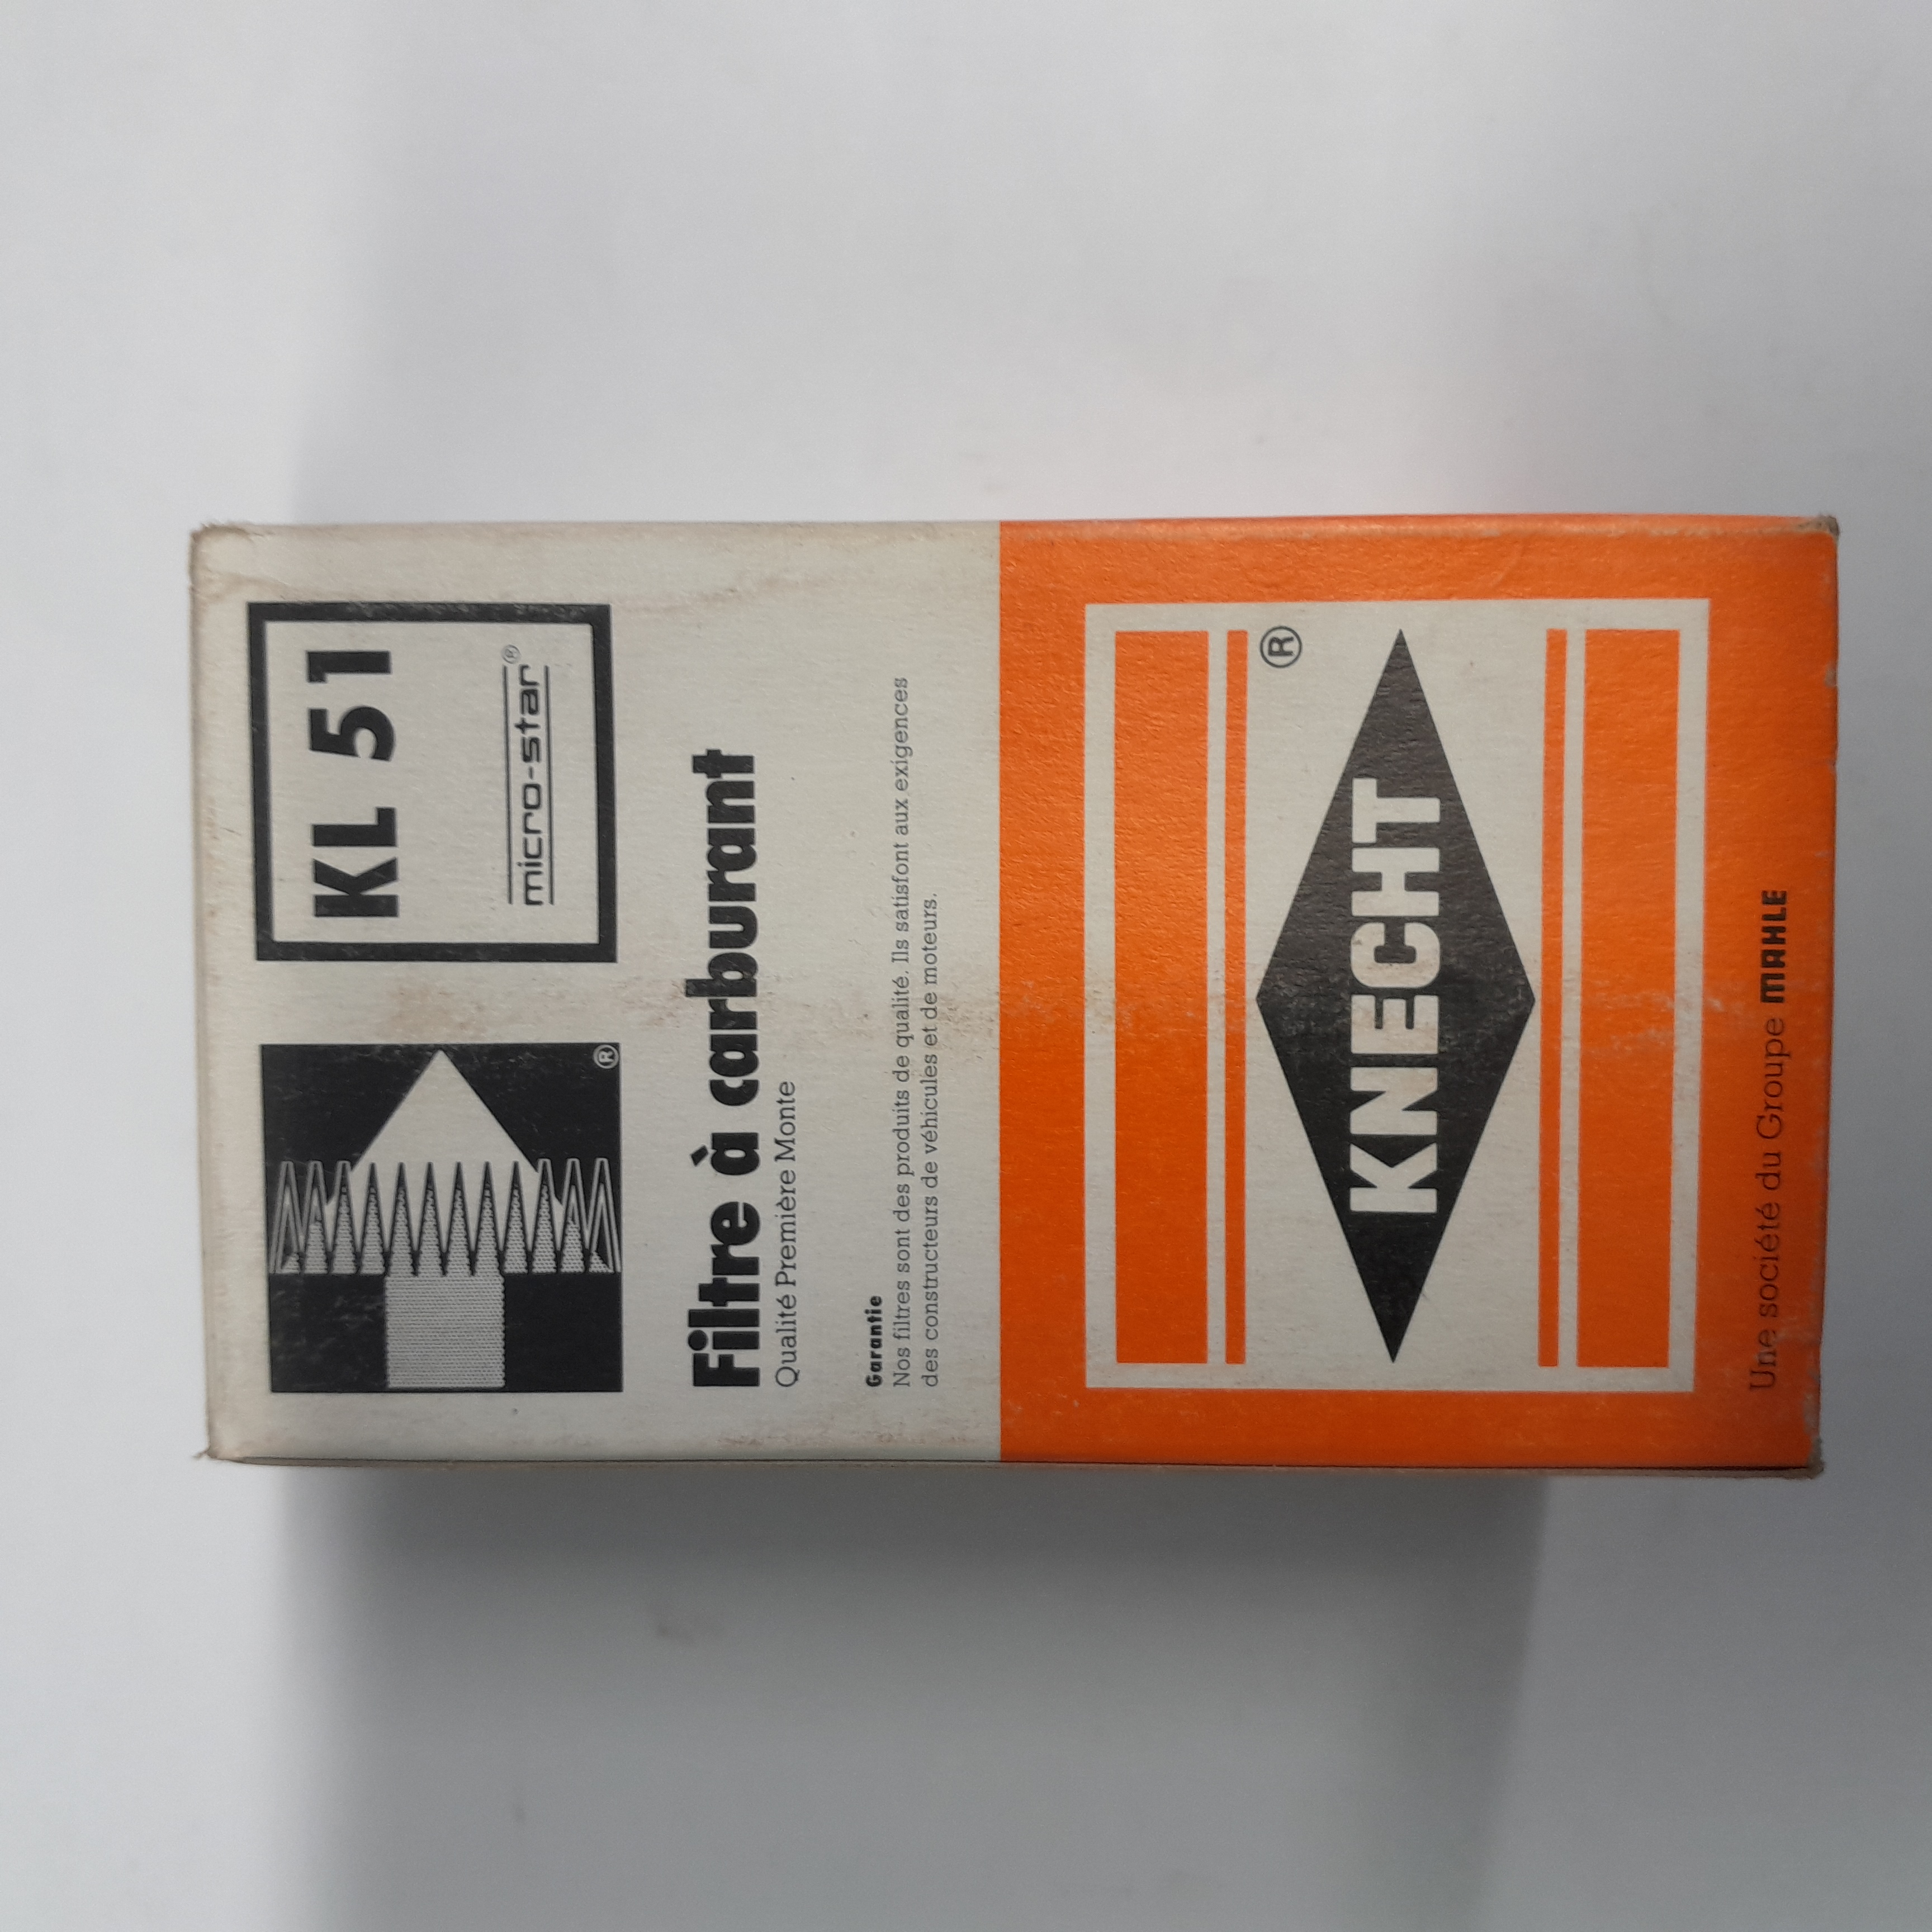 ®
KL 51
micro-star®
Filtre à carburant
Qualité Première Monte
Garantie
Nos filtres sont des produits de qualité. Ils satisfont aux exigences
des constructeurs de véhicules et de moteurs.
®
KNECHT
Une société du Groupe MAHLE